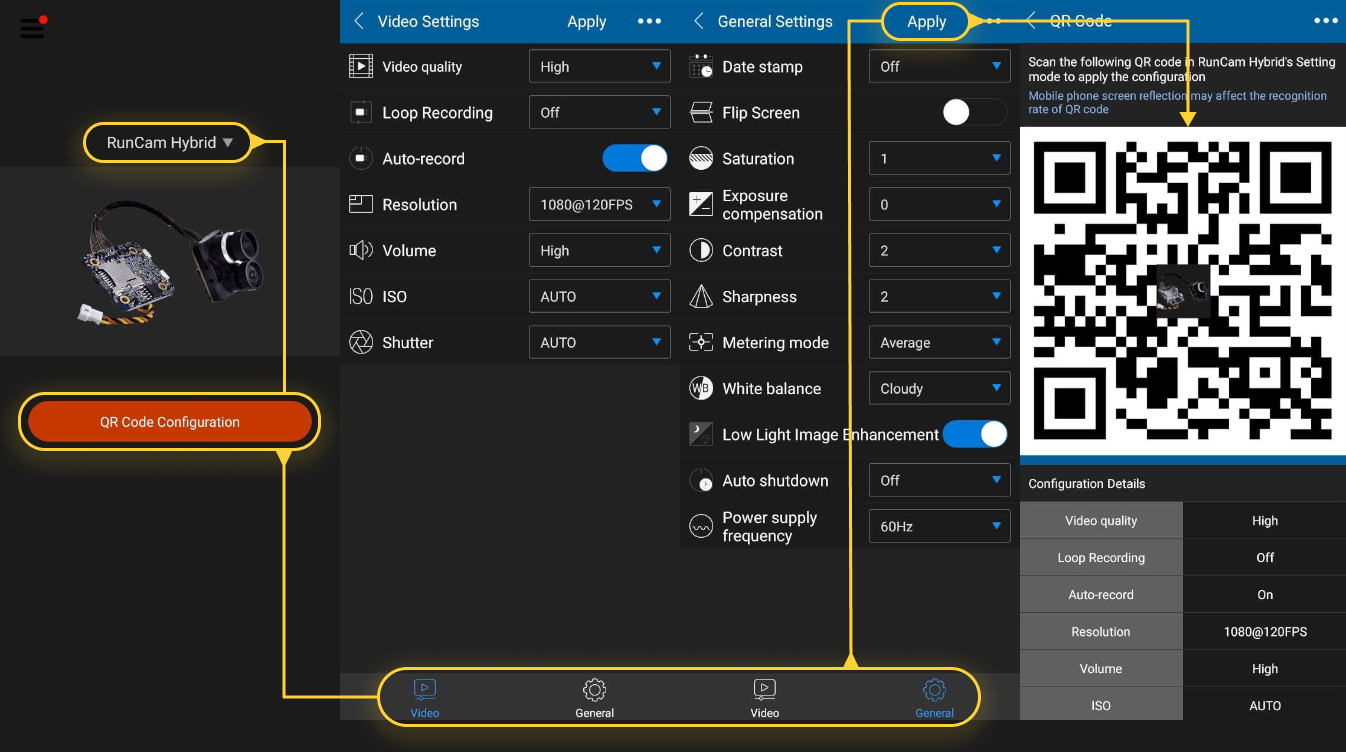 RunCam Hybrid
QR Code Configuration
Video Settings
Apply
Video quality
High
Loop Recording
Off
Auto-record
Resolution
1080@120FPS
Volume
High
ISO
ISO
AUTO
Shutter
AUTO
Video
General
General Settings
Apply
Date stamp
Off
Flip Screen
Saturation
1
Exposure
compensation
0
Contrast
2
Sharpness
2
Metering mode
Average
WB
White balance
Cloudy
Low Light Image Enhancement
Auto shutdown
Off
Power supply
frequency
60Hz
Video
General
QR Code
Scan the following QR code in RunCam Hybrid's Setting
mode to apply the configuration
Mobile phone screen reflection may affect the recognition
rate of QR code
Configuration Details
Video quality
High
Loop Recording
Off
Auto-record
On
Resolution
1080@120FPS
Volume
High
ISO
AUTO